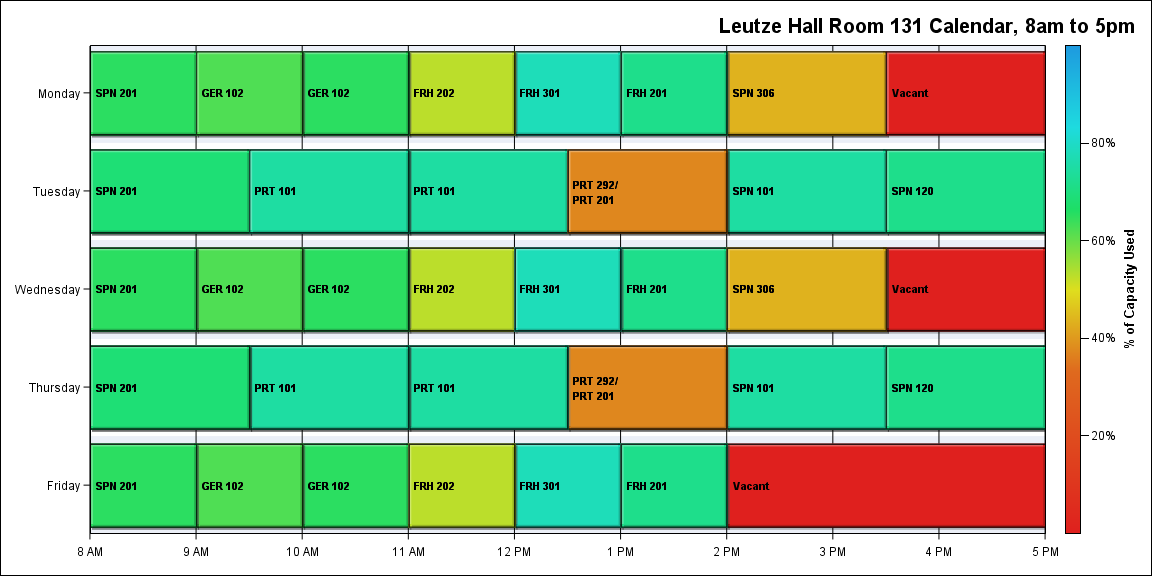 Leutze Hall Room 131 Calendar, 8am to 5pm
Monday
SPN 201
GER 102
GER 102
FRH 202
FRH 301
FRH 201
SPN 306
Vacant
Tuesday
SPN 201
PRT 101
PRT 101
PRT 292/
PRT 201
SPN 101
SPN 120
Wednesday
SPN 201
GER 102
GER 102
FRH 202
FRH 301
FRH 201
SPN 306
Vacant
Thursday
SPN 201
PRT 101
PRT 101
PRT 292/
PRT 201
SPN 101
SPN 120
Friday
SPN 201
GER 102
GER 102
FRH 202
FRH 301
FRH 201
Vacant
8 AM
9 AM
10 AM
11 AM
12 PM
1 PM
2 PM
3 PM
4 PM
5 PM
80%
60%
40%
20%
% of Capacity Used